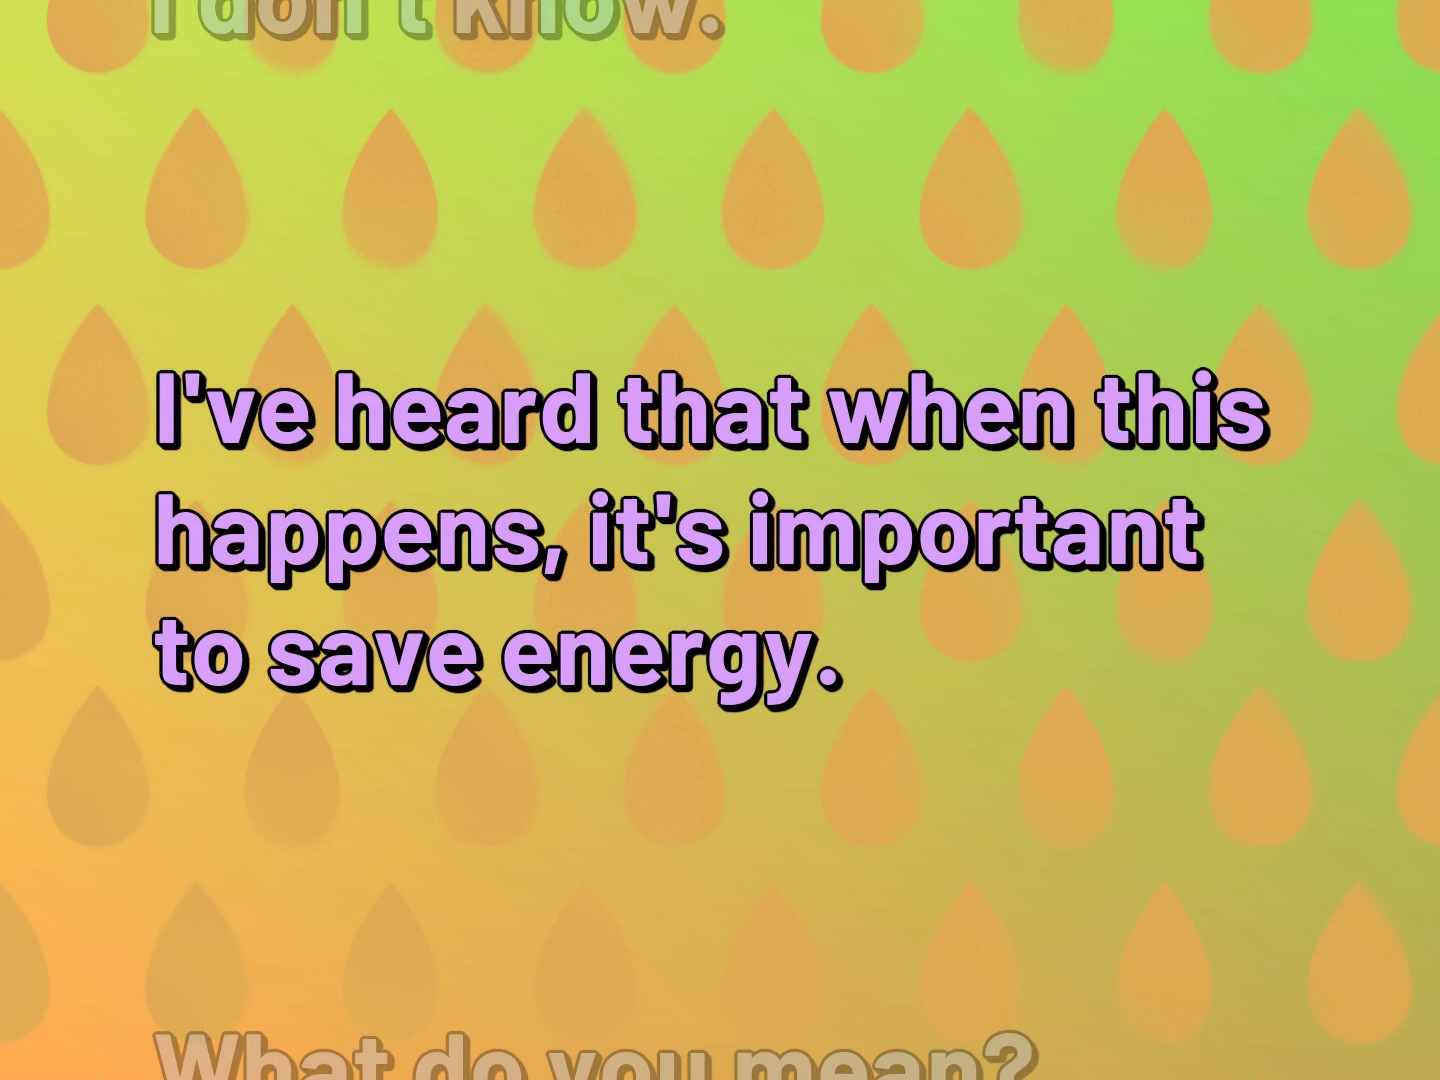 I don't know.
I've heard that when this
happens, it's important
to save energy.
What do you mean?